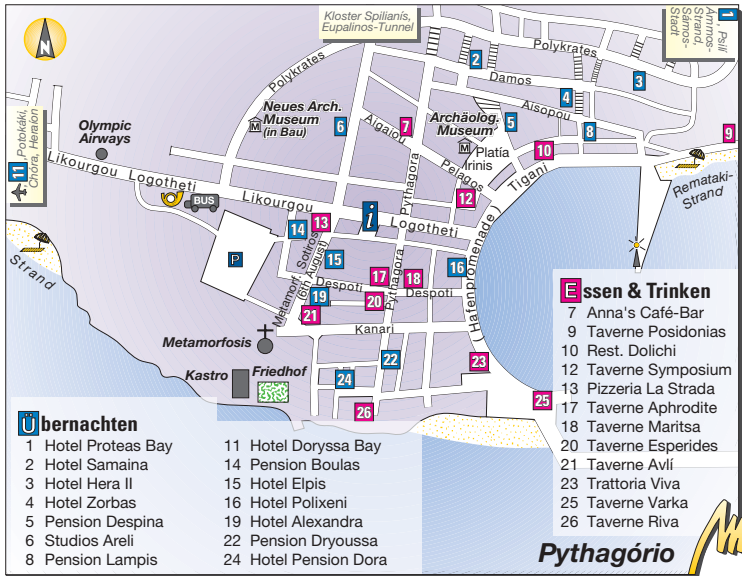 N
Kloster Spilianís,
Eupalinos-Tunnel
1, Psilí
Ámmos-
Strand,
Sámos-
Stadt
Polykrates
Polykrates
2
3
Damos
4
Aisopou
Neues Arch.
Museum
(in Bau)
M
6
Aigaiou
7
Archäolog.
Museum
M
5
8
9
10
Platía
Irinis
Tigani
Pelagos
12
Remataki-
Strand
11, Potokáki,
Chóra, Heraion
Olympic
Airways
Likourgou Logotheti
Likourgou
Logotheti
BUS
i
Pythagora
13
14
P
15
Metamorf. Sotiros
(6th August)
(Hafenpromenade)
16
17
18
Despoti
Despoti
Pythagora
19
20
21
Kanari
Strand
Metamorfosis
Kastro
Friedhof
22
23
24
25
26
Übernachten
1 Hotel Proteas Bay
2 Hotel Samaina
3 Hotel Hera II
4 Hotel Zorbas
5 Pension Despina
6 Studios Areli
8 Pension Lampis
11 Hotel Doryssa Bay
14 Pension Boulas
15 Hotel Elpis
16 Hotel Polixeni
19 Hotel Alexandra
22 Pension Dryoussa
24 Hotel Pension Dora
Essen & Trinken
7 Anna's Café-Bar
9 Taverne Posidonias
10 Rest. Dolichi
12 Taverne Symposium
13 Pizzeria La Strada
17 Taverne Aphrodite
18 Taverne Maritsa
20 Taverne Esperides
21 Taverne Avlí
23 Trattoria Viva
25 Taverne Varka
26 Taverne Riva
Pythagório